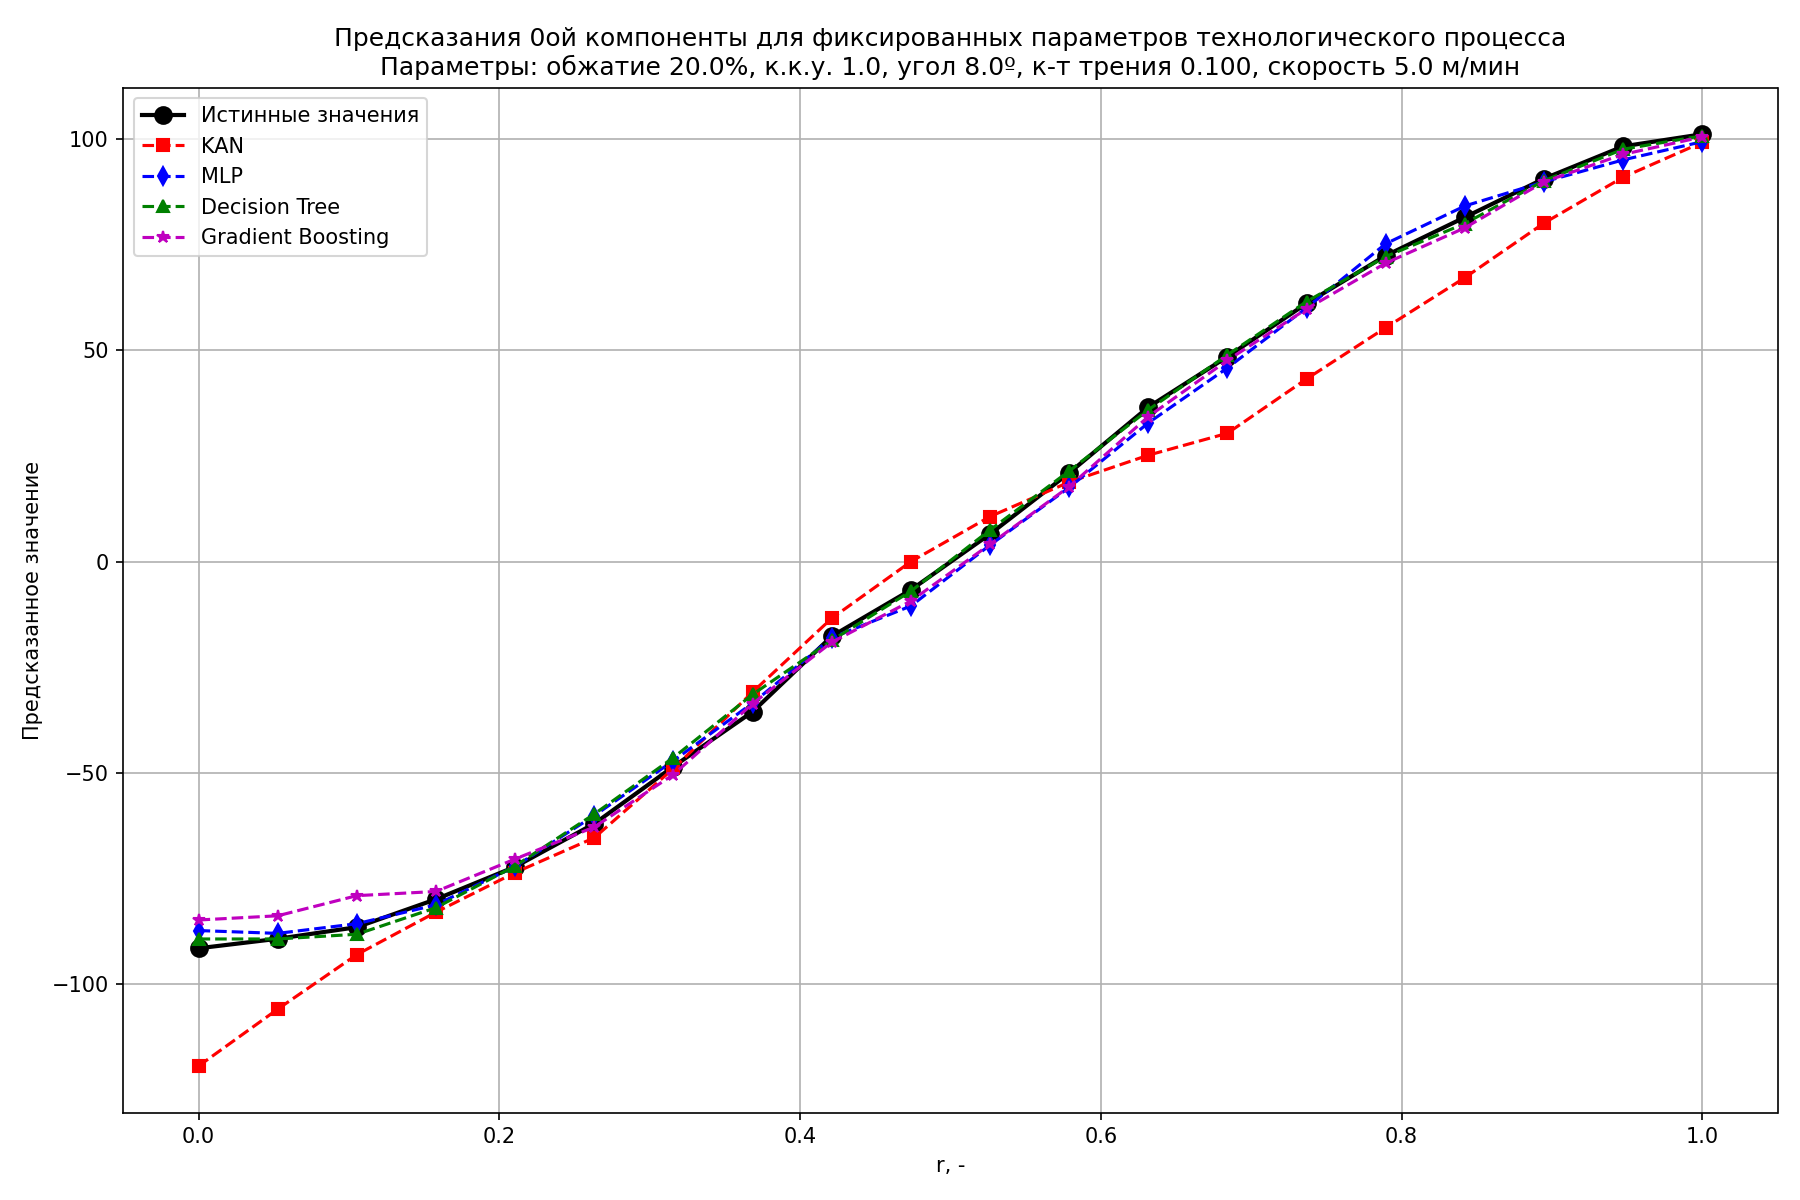 Предсказания 0ой компоненты для фиксированных параметров технологического процесса
Параметры: обжатие 20.0%, к.к.у. 1.0, угол 8.0º, к-т трения 0.100, скорость 5.0 м/мин
Истинные значения
KAN
MLP
Decision Tree
Gradient Boosting
Предсказанное значение
100
50
0
−50
−100
0.0
0.2
0.4
0.6
0.8
1.0
r, -